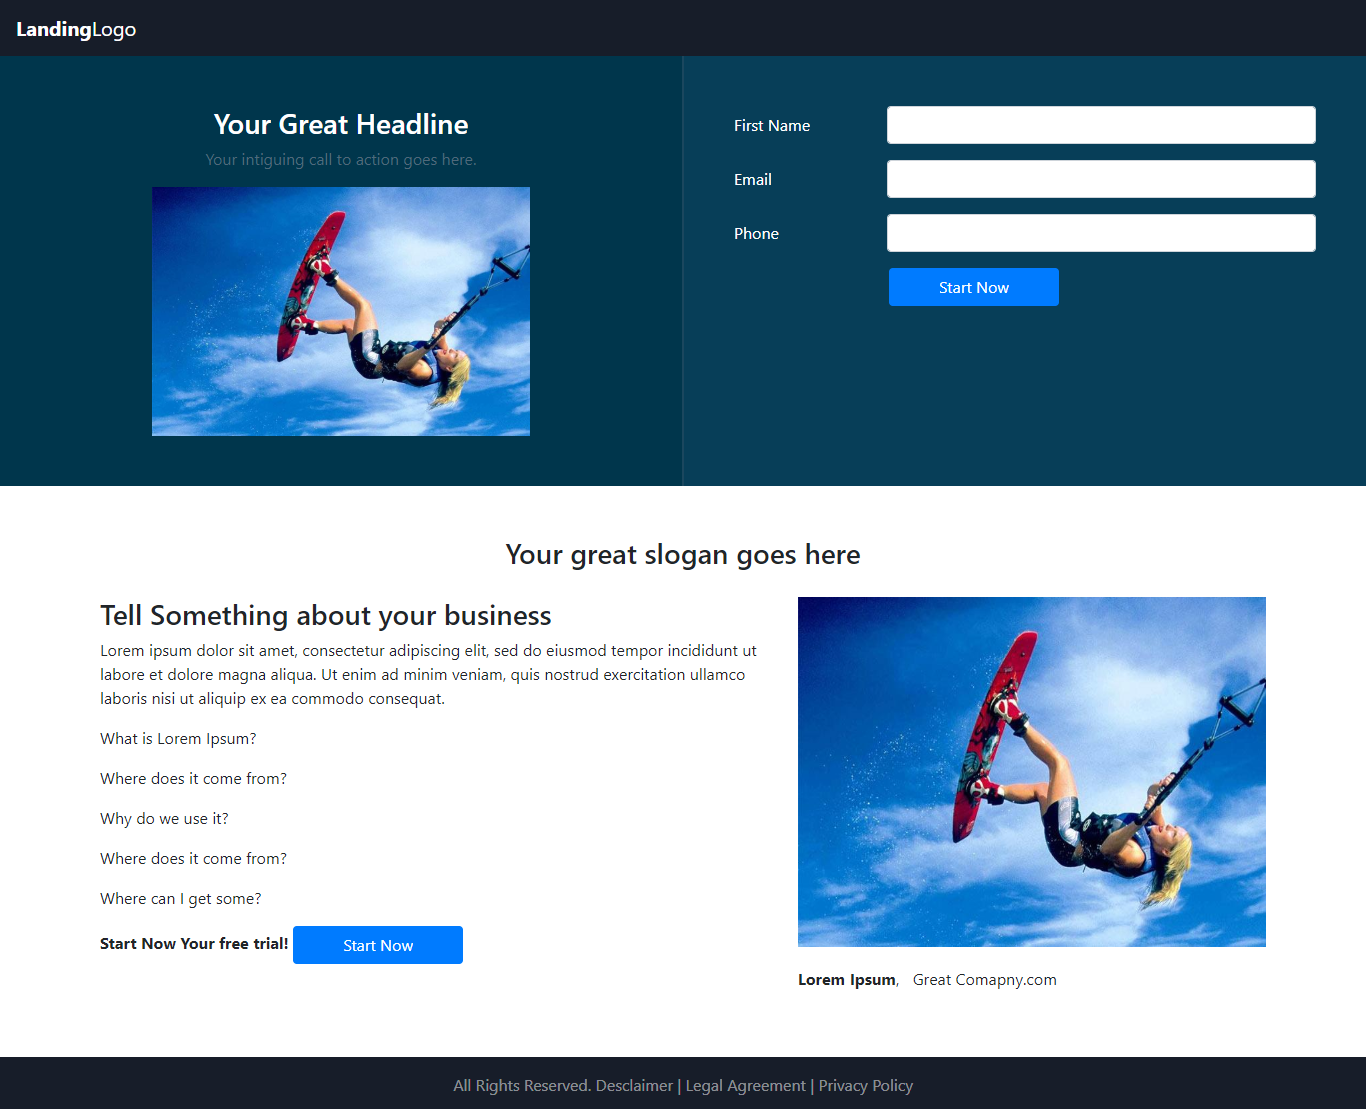 LandingLogo
Your Great Headline
Your intiguing call to action goes here.
First Name
Email
Phone
Start Now
Your great slogan goes here
Tell Something about your business
Lorem ipsum dolor sit amet, consectetur adipiscing elit, sed do eiusmod tempor incididunt ut
labore et dolore magna aliqua. Ut enim ad minim veniam, quis nostrud exercitation ullamco
laboris nisi ut aliquip ex ea commodo consequat.
What is Lorem Ipsum?
Where does it come from?
Why do we use it?
Where does it come from?
Where can I get some?
Start Now Your free trial! Start Now
Lorem Ipsum, Great Comapny.com
All Rights Reserved. Desclaimer | Legal Agreement | Privacy Policy